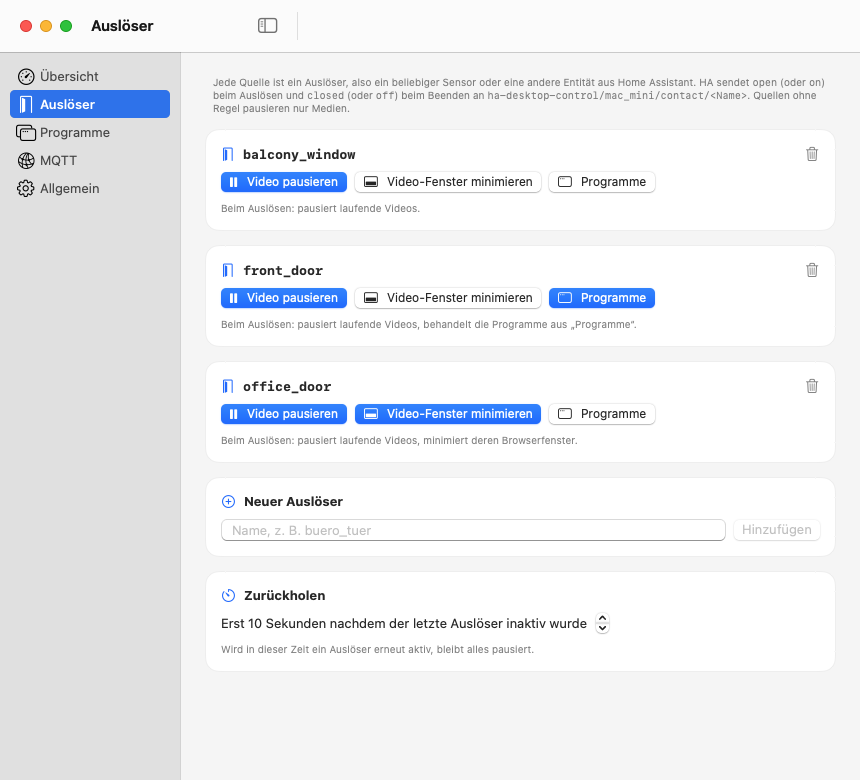 Auslöser
Übersicht
Auslöser
Programme
MQTT
Allgemein
Jede Quelle ist ein Auslöser, also ein beliebiger Sensor oder eine andere Entität aus Home Assistant. HA sendet open (oder on)
beim Auslösen und closed (oder off) beim Beenden an ha-desktop-control/mac_mini/contact/<Name>. Quellen ohne
Regel pausieren nur Medien.
balcony_window
Video pausieren Video-Fenster minimieren Programme
Beim Auslösen: pausiert laufende Videos.
front_door
Video pausieren Video-Fenster minimieren Programme
Beim Auslösen: pausiert laufende Videos, behandelt die Programme aus „Programme“.
office_door
Video pausieren Video-Fenster minimieren Programme
Beim Auslösen: pausiert laufende Videos, minimiert deren Browserfenster.
Neuer Auslöser
Name, z. B. buero_tuer Hinzufügen
Zurückholen
Erst 10 Sekunden nachdem der letzte Auslöser inaktiv wurde
Wird in dieser Zeit ein Auslöser erneut aktiv, bleibt alles pausiert.